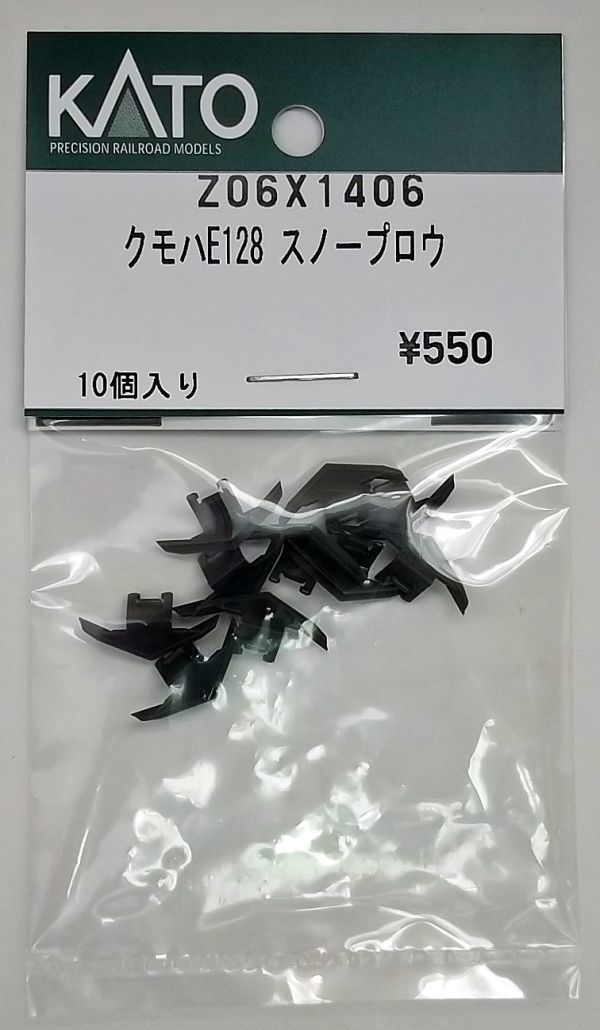 KATO
PRECISION RAILROAD MODELS
Z06X1406
クモハE128 スノープロウ
¥550
10個入り